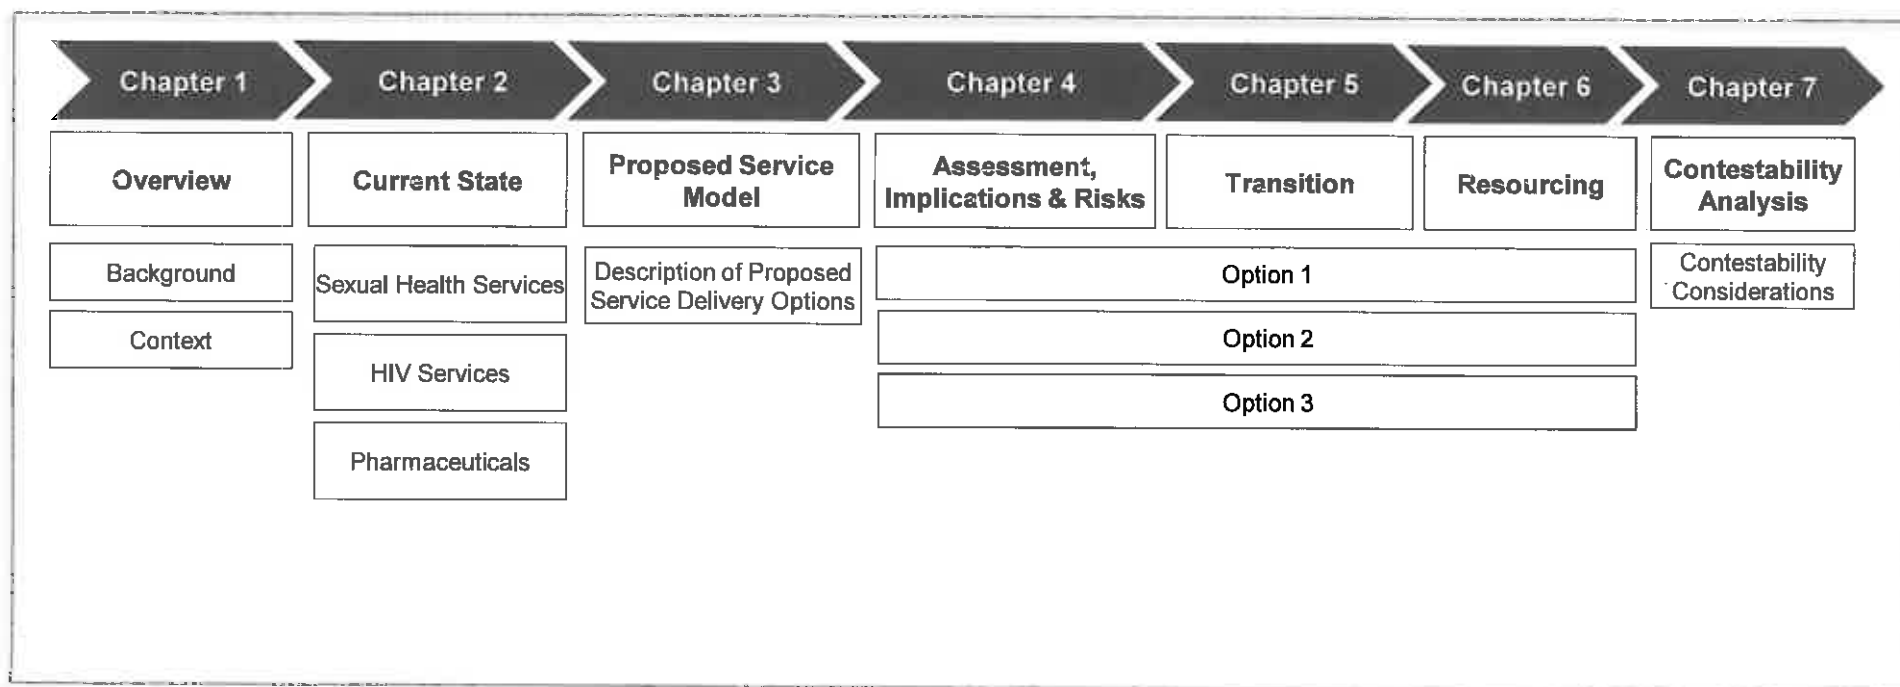 Chapter 1
Chapter 2
Chapter 3
Chapter 4
Chapter 5
Chapter 6
Chapter 7
Overview
Current State
Proposed Service
Model
Assessment,
Implications & Risks
Transition
Resourcing
Contestability
Analysis
Background
Context
Sexual Health Services
HIV Services
Pharmaceuticals
Description of Proposed
Service Delivery Options
Option 1
Option 2
Option 3
Contestability
Considerations